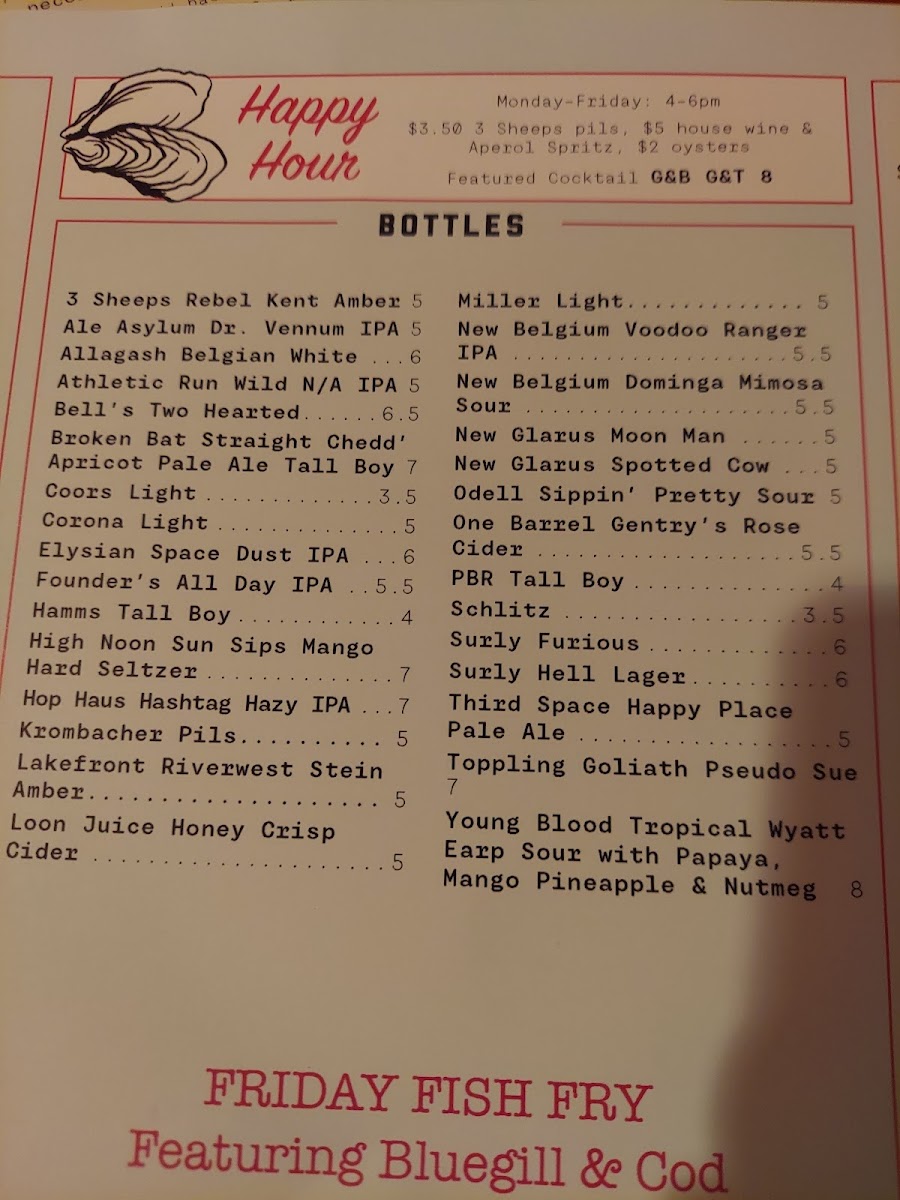 Happy
Hour
Monday-Friday: 4-6pm
$3.50 3 Sheeps pils, $5 house wine &
Aperol Spritz, $2 oysters
Featured Cocktail G&B G&T 8
BOTTLES
3 Sheeps Rebel Kent Amber 5
Ale Asylum Dr. Vennum IPA 5
Allagash Belgian White ...6
Athletic Run Wild N/A IPA 5
Bell's Two Hearted......6.5
Broken Bat Straight Chedd'
Apricot Pale Ale Tall Boy 7
Coors Light .............3.5
Corona Light .............5
Elysian Space Dust IPA ...6
Founder's All Day IPA ..5.5
Hamms Tall Boy............4
High Noon Sun Sips Mango
Hard Seltzer ..............7
Hop Haus Hashtag Hazy IPA ...7
Krombacher Pils.......... 5
Lakefront Riverwest Stein
Amber.................... 5
Loon Juice Honey Crisp
Cider ....................5
Miller Light............. 5
New Belgium Voodoo Ranger
IPA .....................5.5
New Belgium Dominga Mimosa
Sour ....................5.5
New Glarus Moon Man ......5
New Glarus Spotted Cow ...5
Odell Sippin' Pretty Sour 5
One Barrel Gentry's Rose
Cider ...................5.5
PBR Tall Boy ..............4
Schlitz .................3.5
Surly Furious .............6
Surly Hell Lager..........6
Third Space Happy Place
Pale Ale ..................5
Toppling Goliath Pseudo Sue
7
Young Blood Tropical Wyatt
Earp Sour with Papaya,
Mango Pineapple & Nutmeg 8
FRIDAY FISH FRY
Featuring Bluegill & Cod